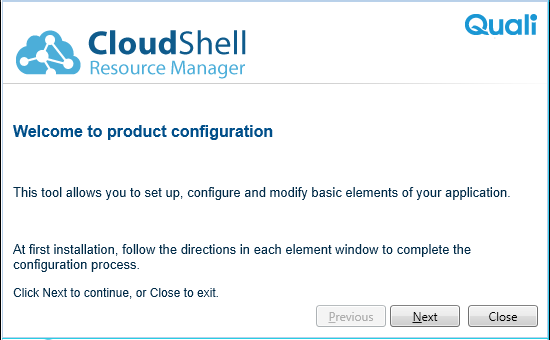 Quali
CloudShell
Resource Manager
Welcome to product configuration
This tool allows you to set up, configure and modify basic elements of your application.
At first installation, follow the directions in each element window to complete the
configuration process.
Click Next to continue, or Close to exit.
Previous Next Close